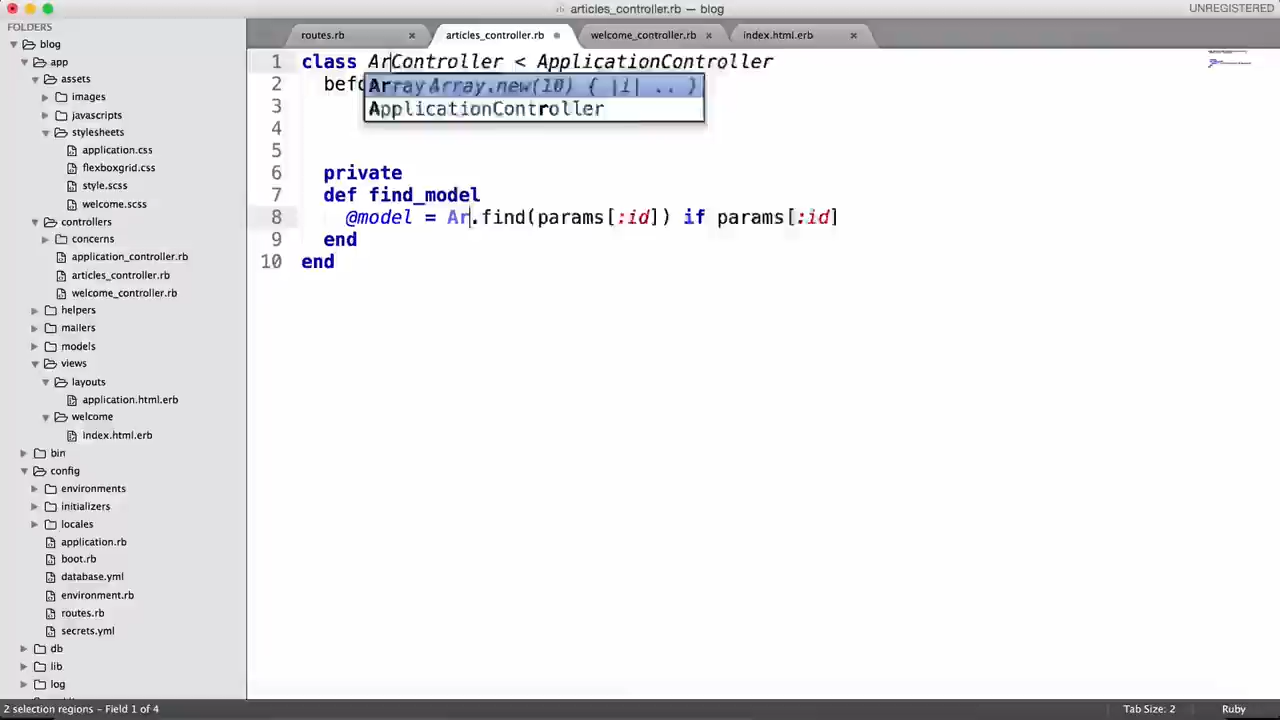 articles_controller.rb — blog
UNREGISTERED
FOLDERS
blog
app
assets
images
javascripts
stylesheets
application.css
flexboxgrid.css
style.scss
welcome.scss
controllers
concerns
application_controller.rb
articles_controller.rb
welcome_controller.rb
helpers
mailers
models
views
layouts
application.html.erb
welcome
index.html.erb
bin
config
environments
initializers
locales
application.rb
boot.rb
database.yml
environment.rb
routes.rb
secrets.yml
db
lib
log
routes.rb
articles_controller.rb
welcome_controller.rb
index.html.erb
1 class ArController < ApplicationController
2 befo
Array Array.new(10) { |i| .. }
3
ApplicationController
4
5
6 private
7 def find_model
8 @model = Ar.find(params[:id]) if params[:id]
9 end
10 end
2 selection regions – Field 1 of 4
Tab Size: 2
Ruby